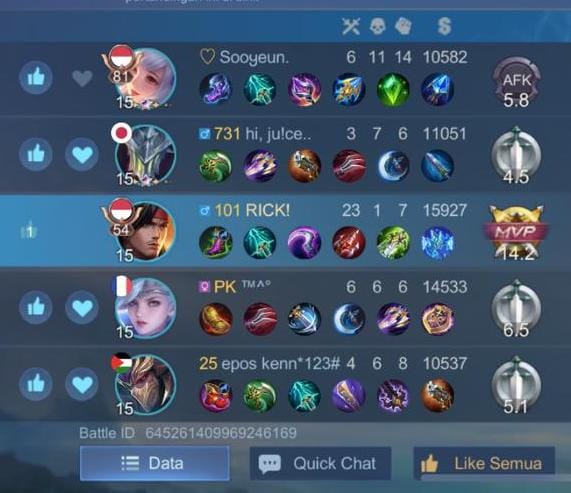 ♡ Sooyeun. 6 11 14 10582
AFK
81
15
5.8
731 hi, ju!ce.. 3 7 6 11051
15
4.5
1
101 RICK! 23 1 7 15927
MVP
54
15
14.2
PK ™^° 6 6 6 14533
15
6.5
25 epos kenn*123# 4 6 8 10537
15
5.1
Battle ID 645261409969246169
Data
Quick Chat
Like Semua